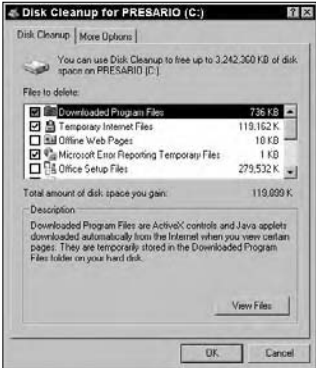 Disk Cleanup for PRESARIO (C:)
Disk Cleanup More Options
You can use Disk Cleanup to free up to 3,242,360 KB of disk
space on PRESARIO (C:).
Files to delete:
Downloaded Program Files 736 KB
Temporary Internet Files 119,162 K
Offline Web Pages 10 KB
Microsoft Error Reporting Temporary Files 1 KB
Office Setup Files 279,532 K
Total amount of disk space you gain: 119,899 K
Description
Downloaded Program Files are ActiveX controls and Java applets
downloaded automatically from the Internet when you view certain
pages. They are temporarily stored in the Downloaded Program
Files folder on your hard disk.
View Files
OK Cancel